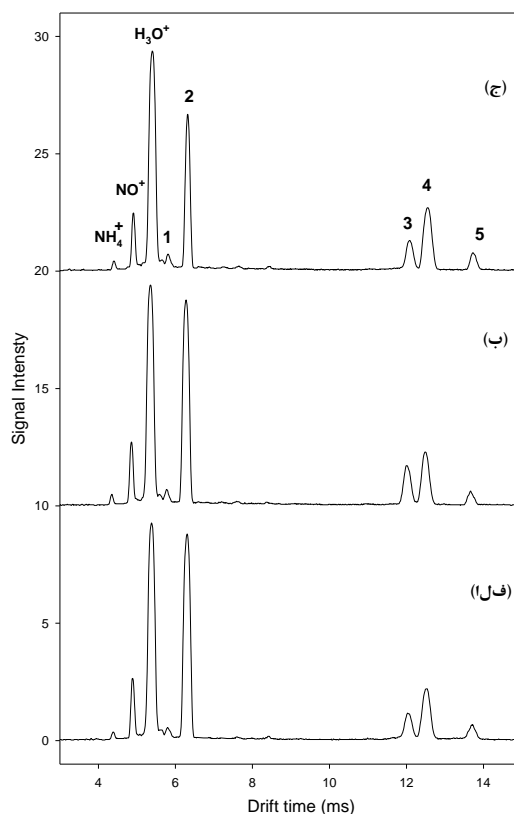 30
H₃O⁺
(ج)
2
25
NO⁺
4
NH₄⁺
1
3
5
20
(ب)
Signal Intensty
15
10
(الف)
5
0
4 6 8 10 12 14
Drift time (ms)